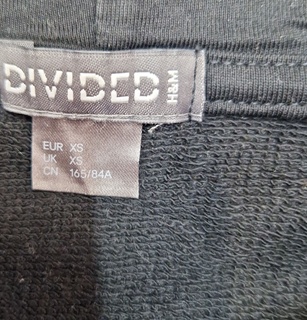 DIVIDED
H&M
EUR XS
UK XS
CN 165/84A